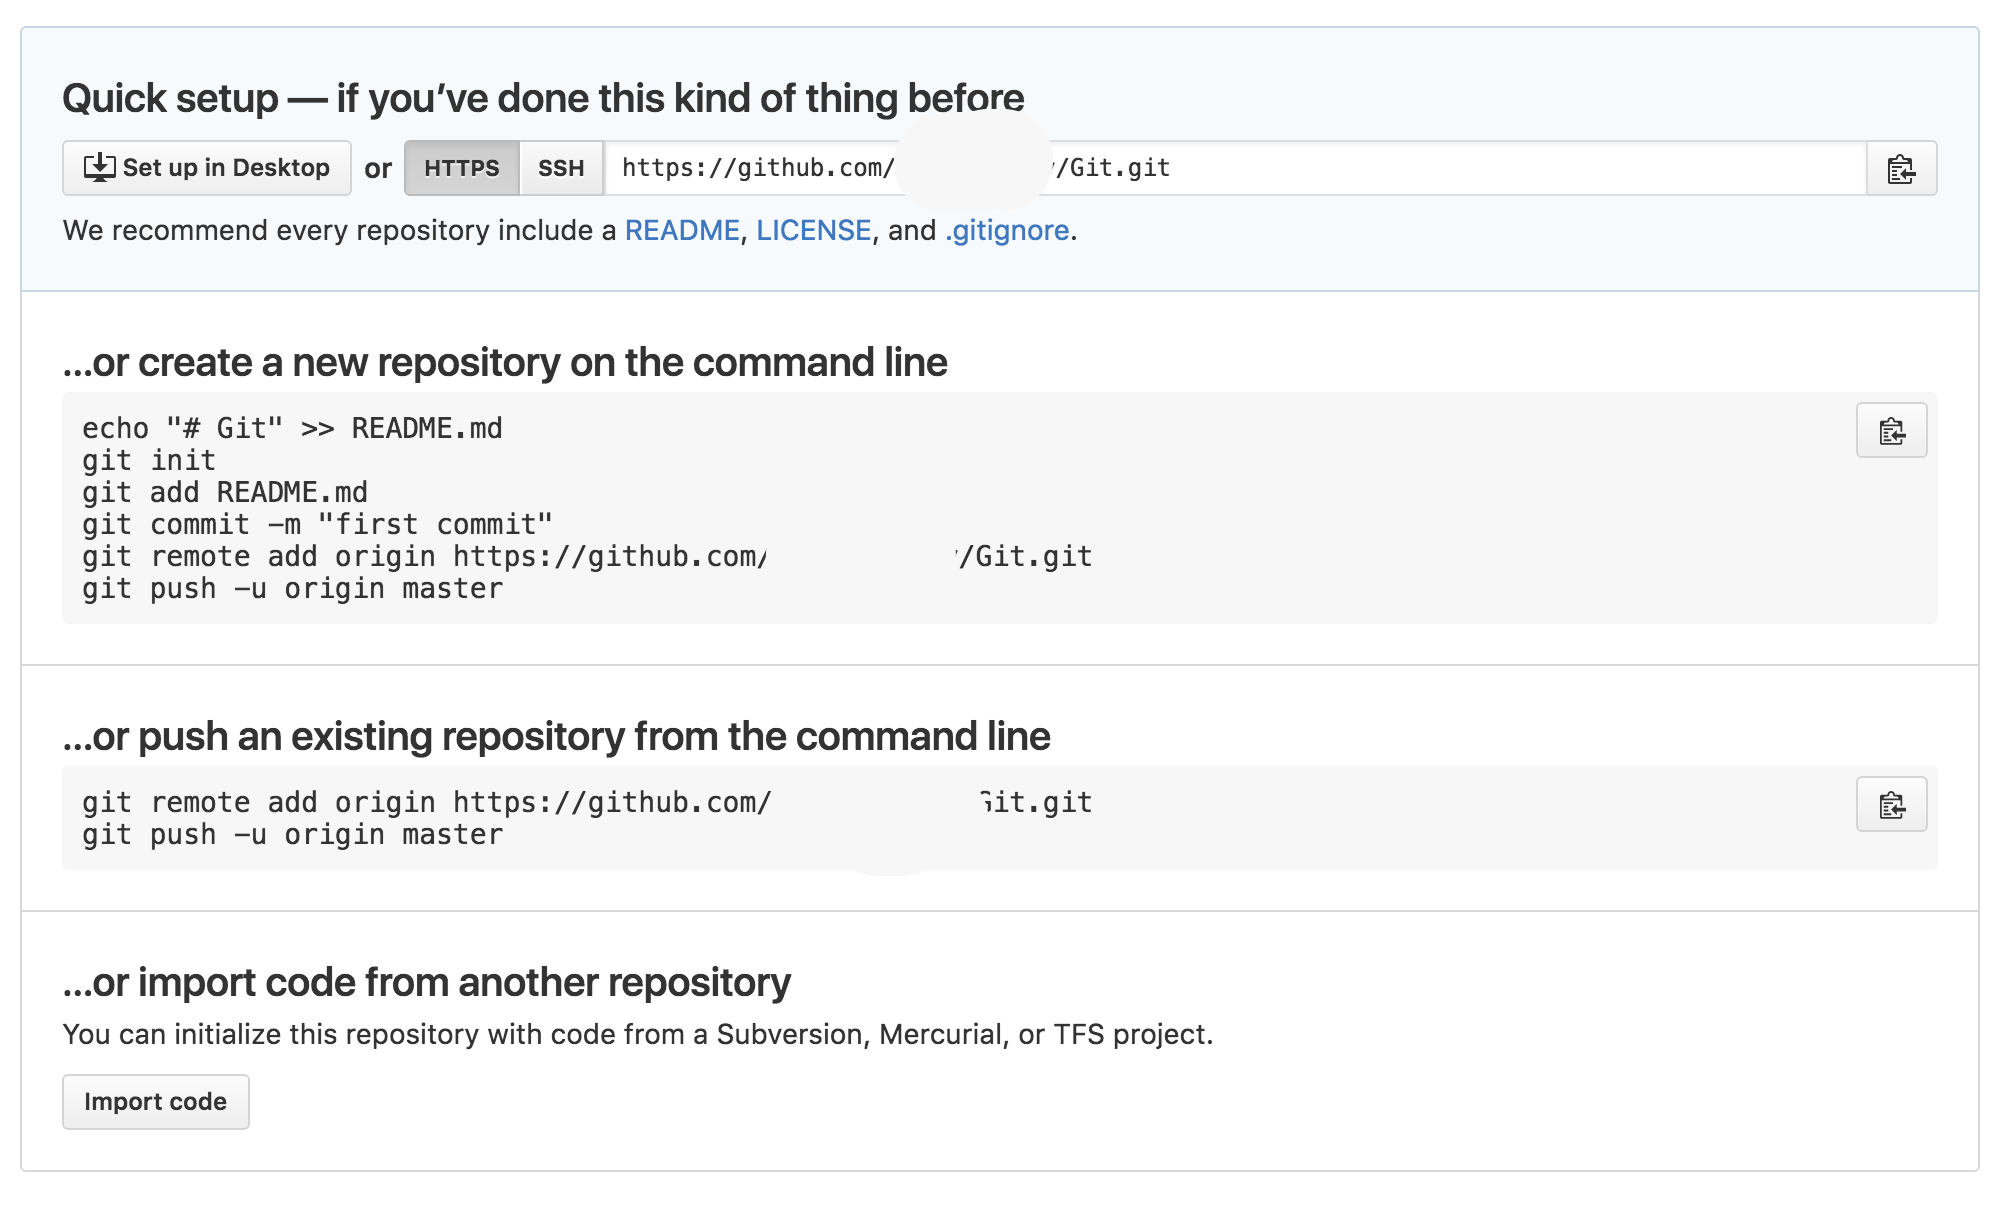 Quick setup — if you’ve done this kind of thing before
Set up in Desktop or HTTPS SSH https://github.com/ /Git.git
We recommend every repository include a README, LICENSE, and .gitignore.
…or create a new repository on the command line
echo "# Git" >> README.md
git init
git add README.md
git commit -m "first commit"
git remote add origin https://github.com/ /Git.git
git push -u origin master
…or push an existing repository from the command line
git remote add origin https://github.com/ Git.git
git push -u origin master
…or import code from another repository
You can initialize this repository with code from a Subversion, Mercurial, or TFS project.
Import code